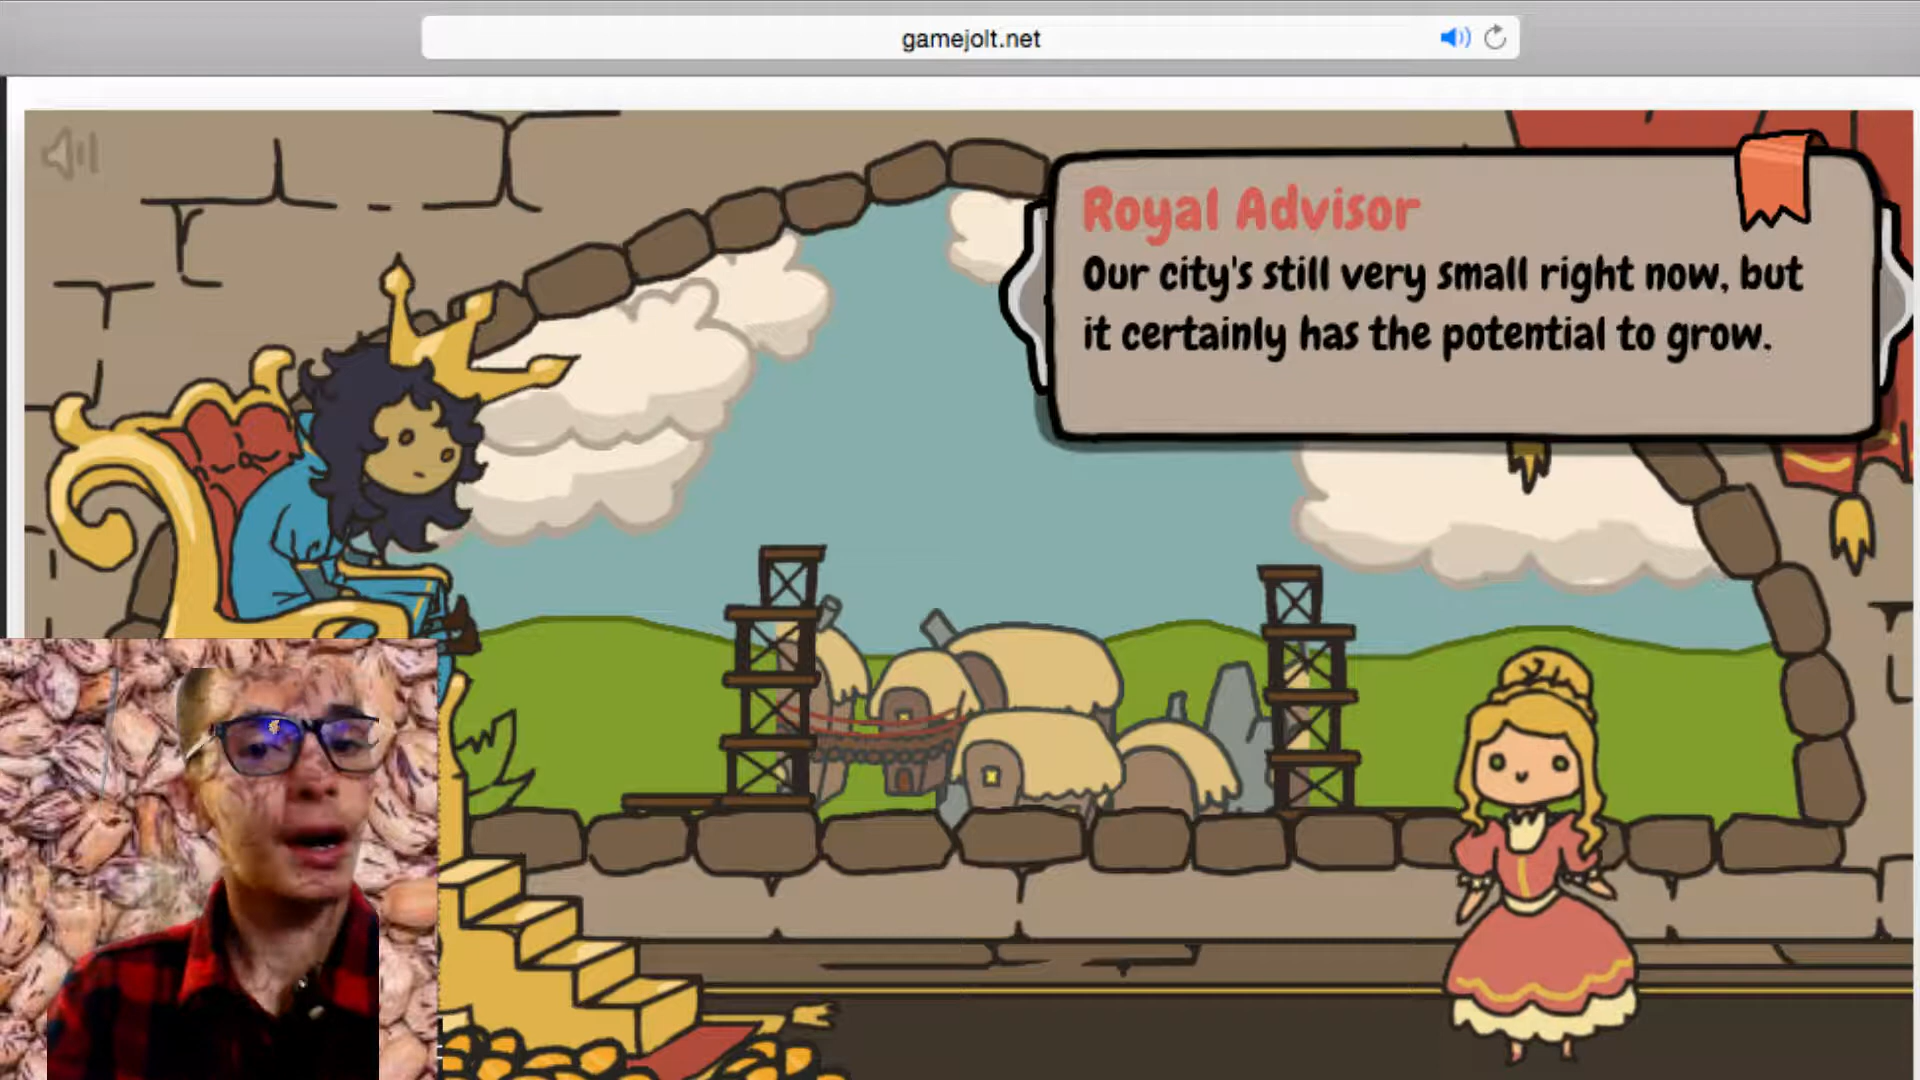 gamejolt.net
Royal Advisor
Our city's still very small right now, but
it certainly has the potential to grow.